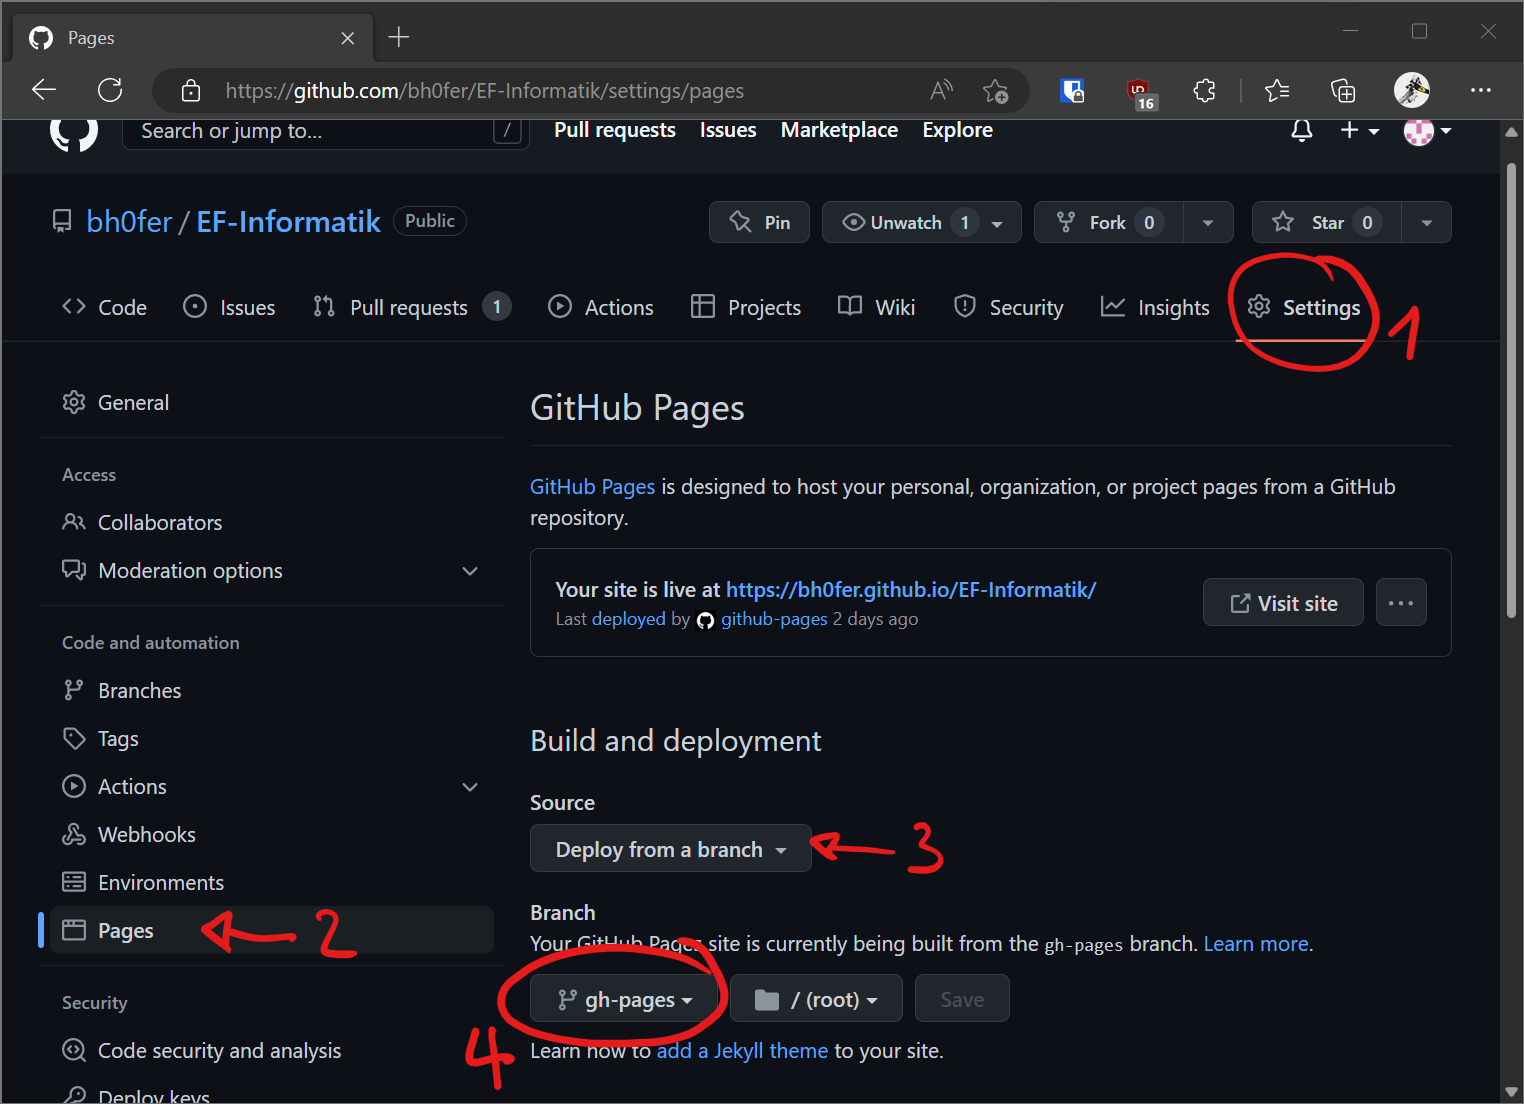 Pages
https://github.com/bh0fer/EF-Informatik/settings/pages
16
Search or jump to... / Pull requests Issues Marketplace Explore
bh0fer / EF-Informatik Public Pin Unwatch 1 Fork 0 Star 0
Code Issues Pull requests 1 Actions Projects Wiki Security Insights Settings 1
General
Access
Collaborators
Moderation options
Code and automation
Branches
Tags
Actions
Webhooks
Environments
Pages 2
Security
Code security and analysis
Deploy keys
GitHub Pages
GitHub Pages is designed to host your personal, organization, or project pages from a GitHub
repository.
Your site is live at https://bh0fer.github.io/EF-Informatik/
Last deployed by github-pages 2 days ago
Visit site
Build and deployment
Source
Deploy from a branch 3
Branch
Your GitHub Pages site is currently being built from the gh-pages branch. Learn more.
gh-pages / (root) Save
4
Learn how to add a Jekyll theme to your site.